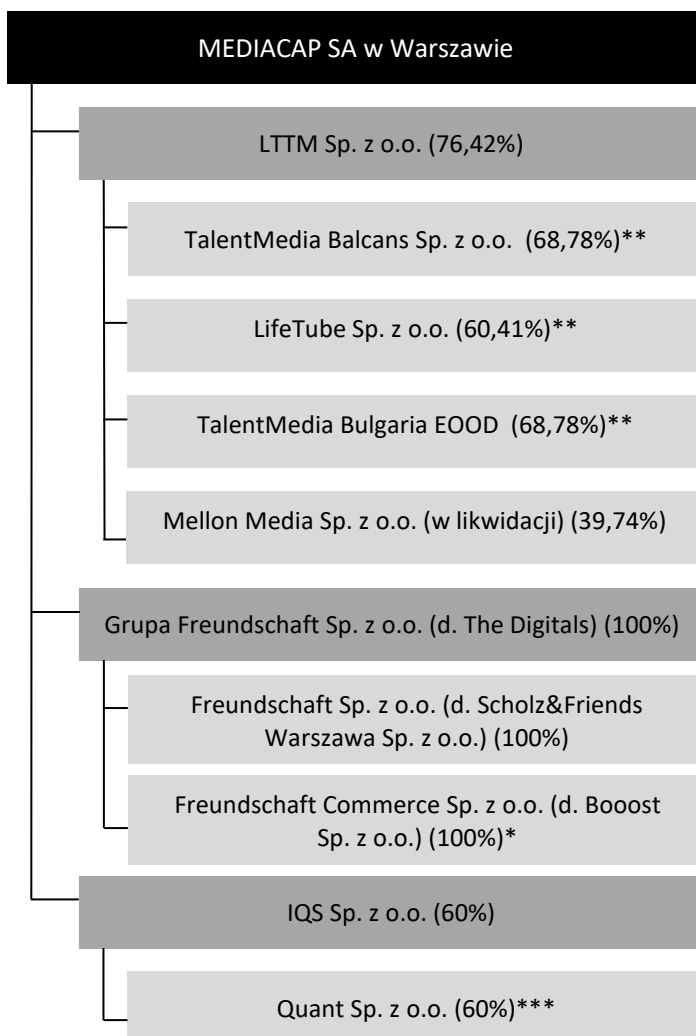 MEDIACAP SA w Warszawie
LTTM Sp. z o.o. (76,42%)
TalentMedia Balcans Sp. z o.o. (68,78%)**
LifeTube Sp. z o.o. (60,41%)**
TalentMedia Bulgaria EOOD (68,78%)**
Mellon Media Sp. z o.o. (w likwidacji) (39,74%)
Grupa Freundschaft Sp. z o.o. (d. The Digitals) (100%)
Freundschaft Sp. z o.o. (d. Scholz&Friends
Warszawa Sp. z o.o.) (100%)
Freundschaft Commerce Sp. z o.o. (d. Booost
Sp. z o.o.) (100%)*
IQS Sp. z o.o. (60%)
Quant Sp. z o.o. (60%)***